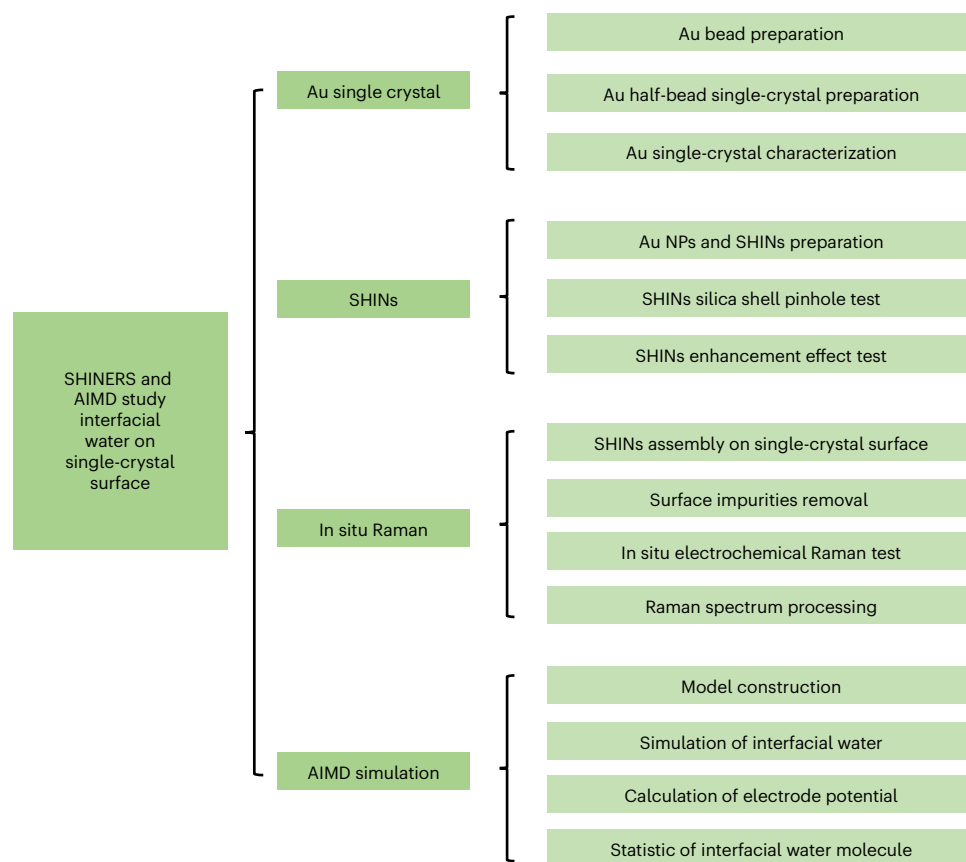 SHINERS and
AIMD study
interfacial
water on
single-crystal
surface
Au single crystal
Au bead preparation
Au half-bead single-crystal preparation
Au single-crystal characterization
SHINs
Au NPs and SHINs preparation
SHINs silica shell pinhole test
SHINs enhancement effect test
In situ Raman
SHINs assembly on single-crystal surface
Surface impurities removal
In situ electrochemical Raman test
Raman spectrum processing
AIMD simulation
Model construction
Simulation of interfacial water
Calculation of electrode potential
Statistic of interfacial water molecule